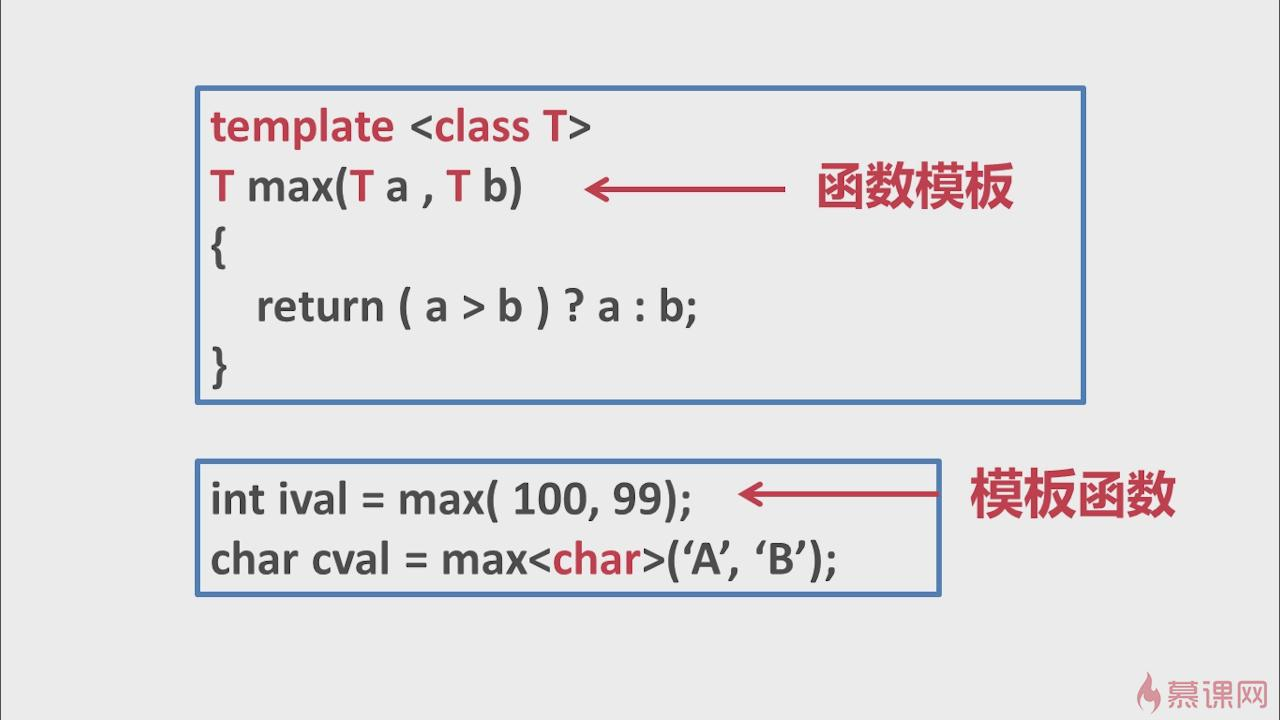 template <class T>
T max(T a , T b)
函数模板
{
return ( a > b ) ? a : b;
}
int ival = max( 100, 99);
模板函数
char cval = max<char>(‘A’, ‘B’);
慕课网